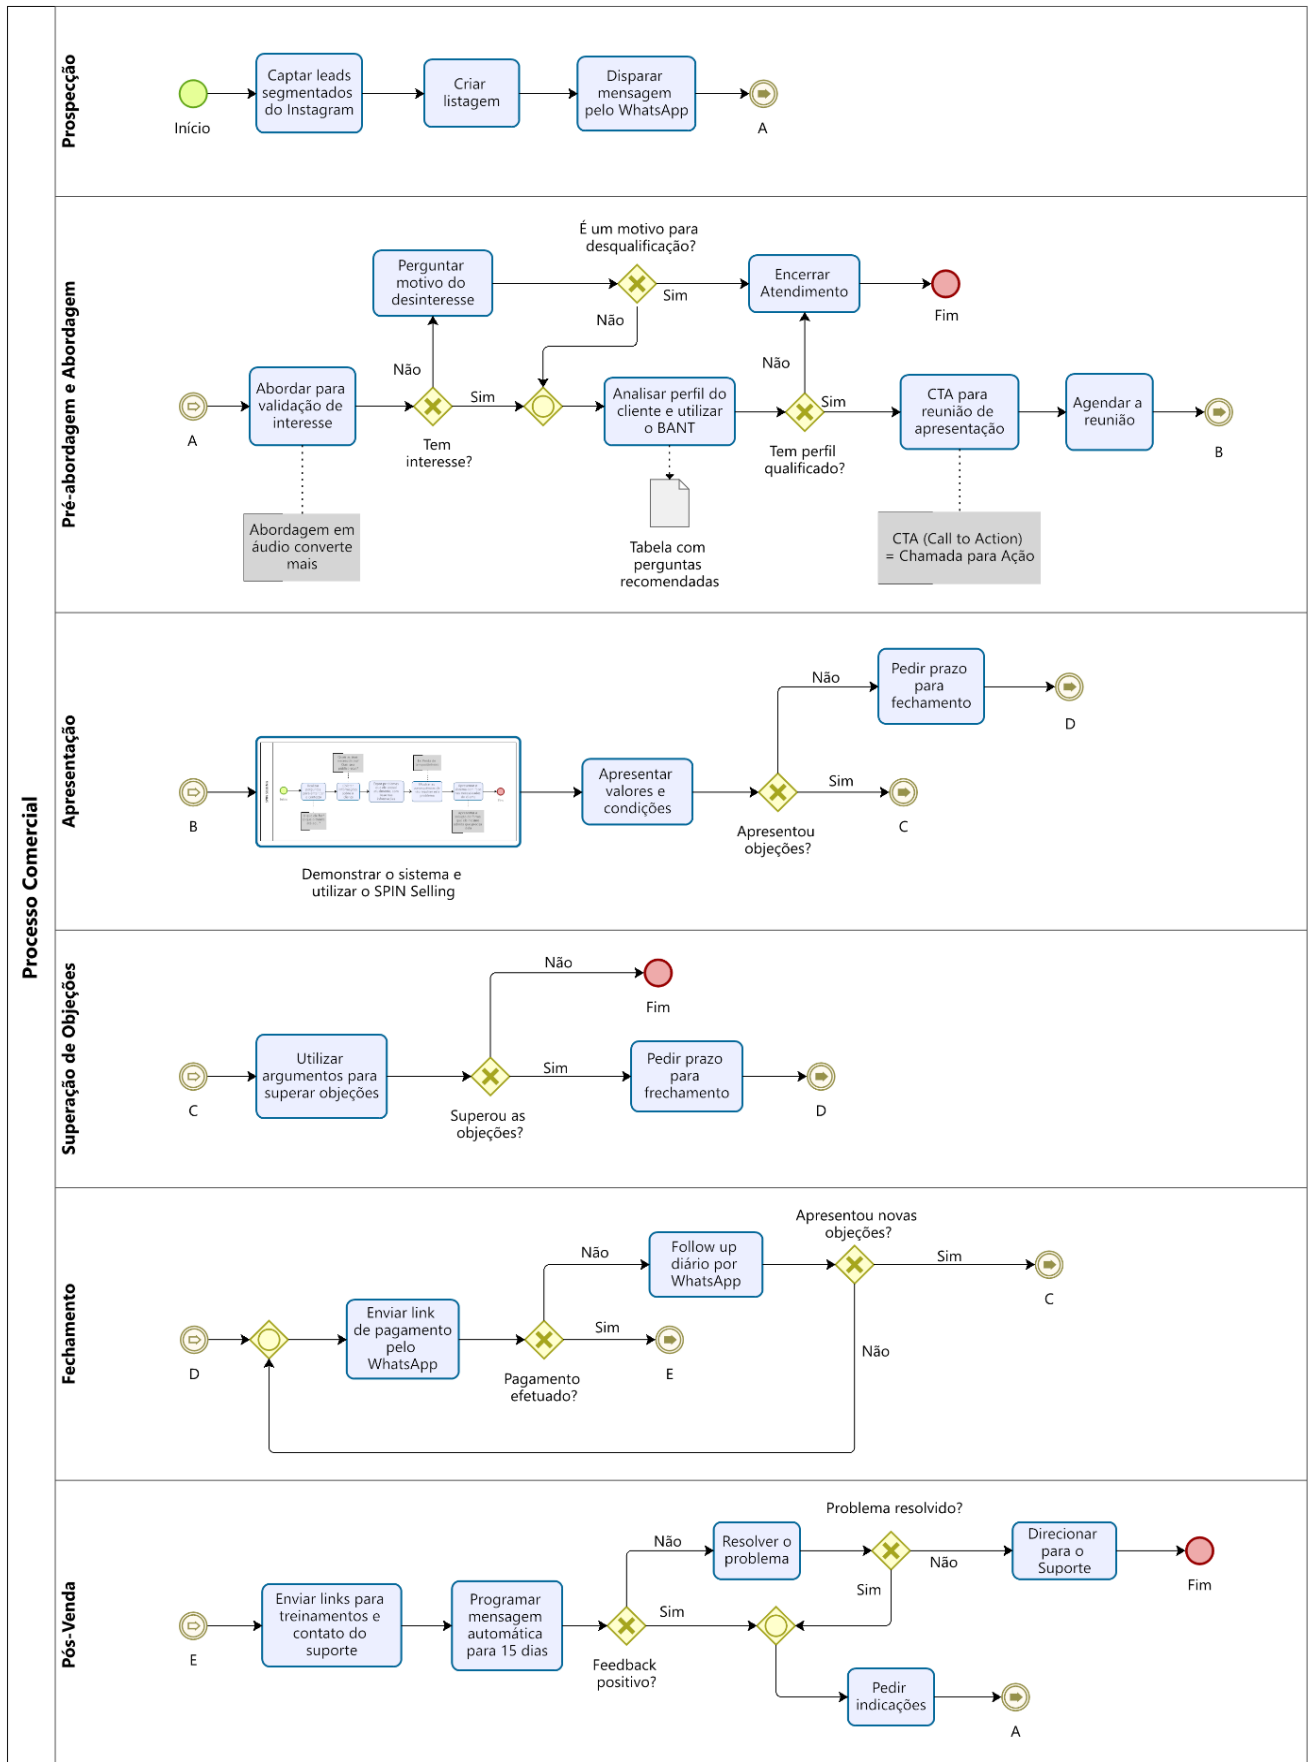 Processo Comercial
Prospecção
Início
Captar leads
segmentados
do Instagram
Criar
listagem
Disparar
mensagem
pelo WhatsApp
A
Pré-abordagem e Abordagem
A
Abordar para
validação de
interesse
Abordagem em
áudio converte
mais
Tem
interesse?
Não
Sim
Perguntar
motivo do
desinteresse
É um motivo para
desqualificação?
Sim
Não
Encerrar
Atendimento
Fim
Analisar perfil do
cliente e utilizar
o BANT
Tabela com
perguntas
recomendadas
Não
Sim
Tem perfil
qualificado?
CTA para
reunião de
apresentação
CTA (Call to Action)
= Chamada para Ação
Agendar a
reunião
B
Apresentação
B
Demonstrar o sistema e
utilizar o SPIN Selling
Apresentar
valores e
condições
Apresentou
objeções?
Não
Pedir prazo
para
fechamento
D
Sim
C
Superação de Objeções
C
Utilizar
argumentos para
superar objeções
Superou as
objeções?
Não
Fim
Sim
Pedir prazo
para
frechamento
D
Fechamento
D
Enviar link
de pagamento
pelo
WhatsApp
Pagamento
efetuado?
Não
Sim
E
Follow up
diário por
WhatsApp
Apresentou novas
objeções?
Sim
C
Não
Pós-Venda
E
Enviar links para
treinamentos e
contato do
suporte
Programar
mensagem
automática
para 15 dias
Feedback
positivo?
Não
Sim
Resolver o
problema
Problema resolvido?
Não
Sim
Direcionar
para o
Suporte
Fim
Pedir
indicações
A